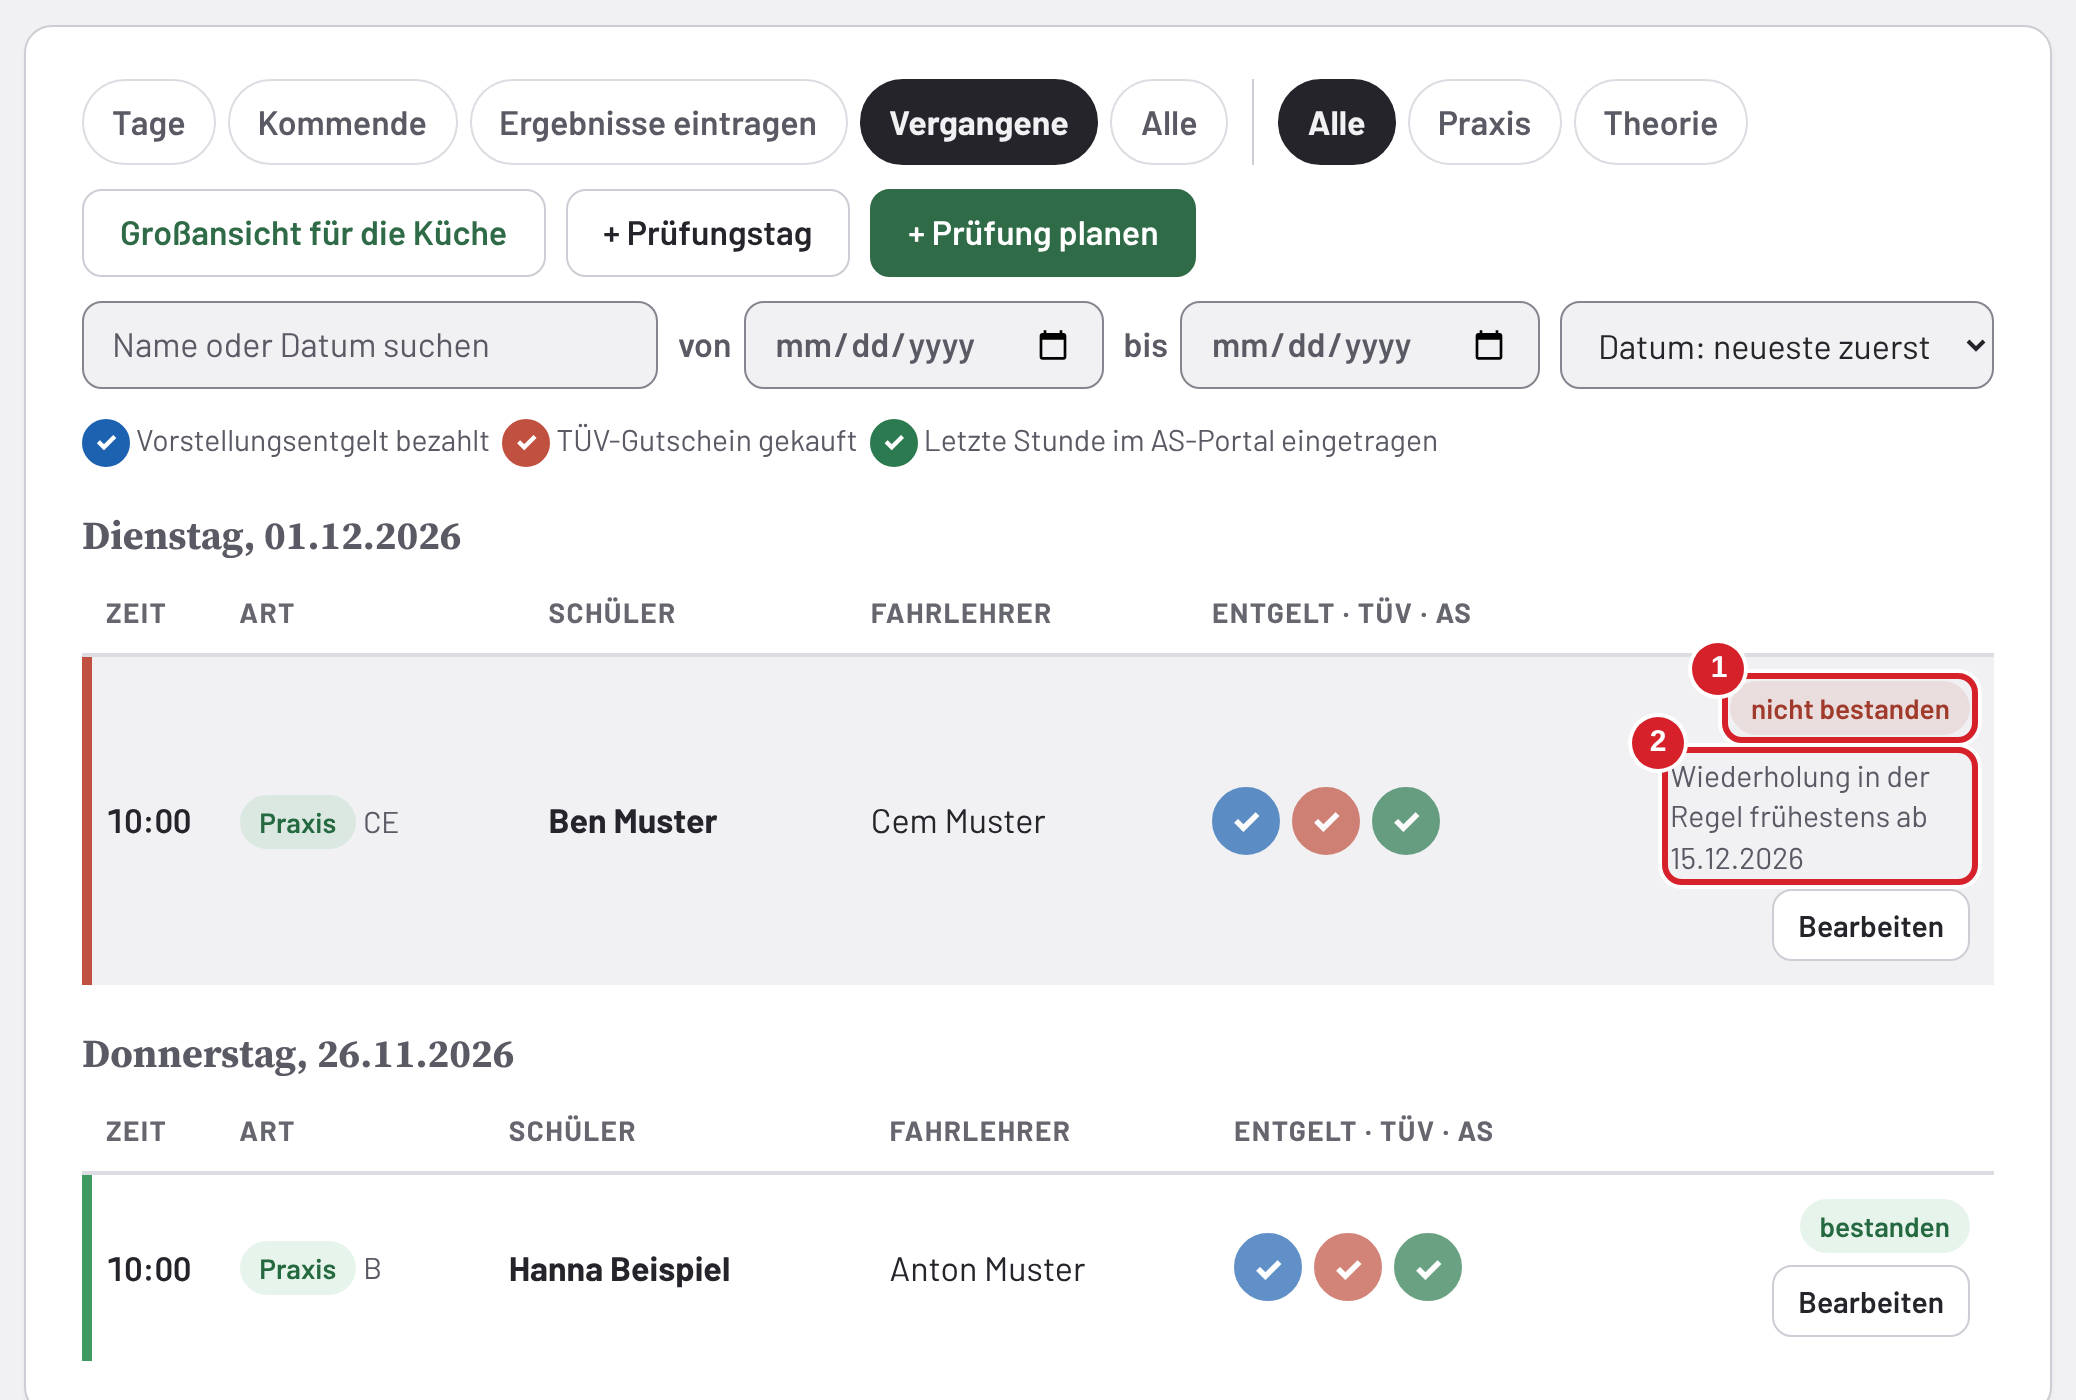 Tage Kommende Ergebnisse eintragen Vergangene Alle Alle Praxis Theorie
Großansicht für die Küche + Prüfungstag + Prüfung planen
Name oder Datum suchen von mm/dd/yyyy bis mm/dd/yyyy Datum: neueste zuerst
Vorstellungsentgelt bezahlt TÜV-Gutschein gekauft Letzte Stunde im AS-Portal eingetragen
Dienstag, 01.12.2026
ZEIT ART SCHÜLER FAHRLEHRER ENTGELT · TÜV · AS
1
nicht bestanden
2
Wiederholung in der
Regel frühestens ab
15.12.2026
10:00 Praxis CE Ben Muster Cem Muster
Bearbeiten
Donnerstag, 26.11.2026
ZEIT ART SCHÜLER FAHRLEHRER ENTGELT · TÜV · AS
bestanden
10:00 Praxis B Hanna Beispiel Anton Muster
Bearbeiten